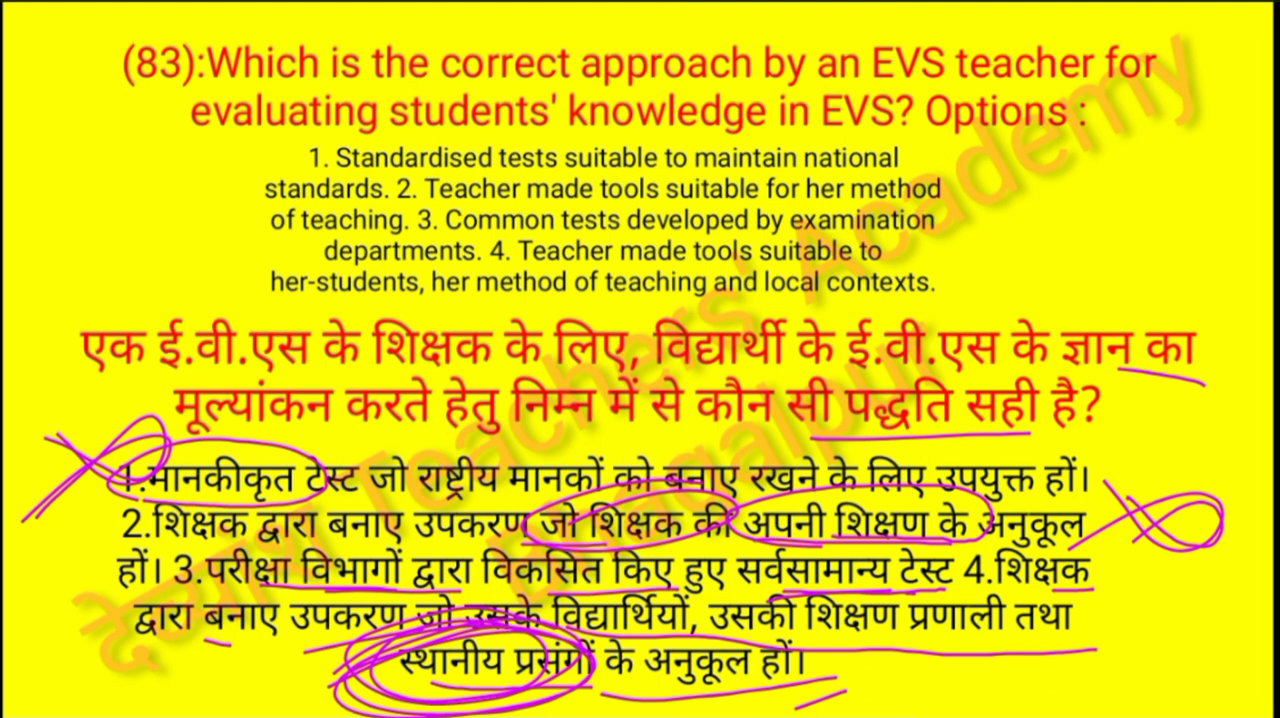 (83):Which is the correct approach by an EVS teacher for
evaluating students' knowledge in EVS? Options :
1. Standardised tests suitable to maintain national
standards. 2. Teacher made tools suitable for her method
of teaching. 3. Common tests developed by examination
departments. 4. Teacher made tools suitable to
her-students, her method of teaching and local contexts.
एक ई.वी.एस के शिक्षक के लिए, विद्यार्थी के ई.वी.एस के ज्ञान का
मूल्यांकन करते हेतु निम्न में से कौन सी पद्धति सही है?
1.मानकीकृत टेस्ट जो राष्ट्रीय मानकों को बनाए रखने के लिए उपयुक्त हों।
2.शिक्षक द्वारा बनाए उपकरण जो शिक्षक की अपनी शिक्षण के अनुकूल
हों। 3.परीक्षा विभागों द्वारा विकसित किए हुए सर्वसामान्य टेस्ट 4.शिक्षक
द्वारा बनाए उपकरण जो उसके विद्यार्थियों, उसकी शिक्षण प्रणाली तथा
स्थानीय प्रसंगों के अनुकूल हों।
Teachers' Academy
Bhagalpur